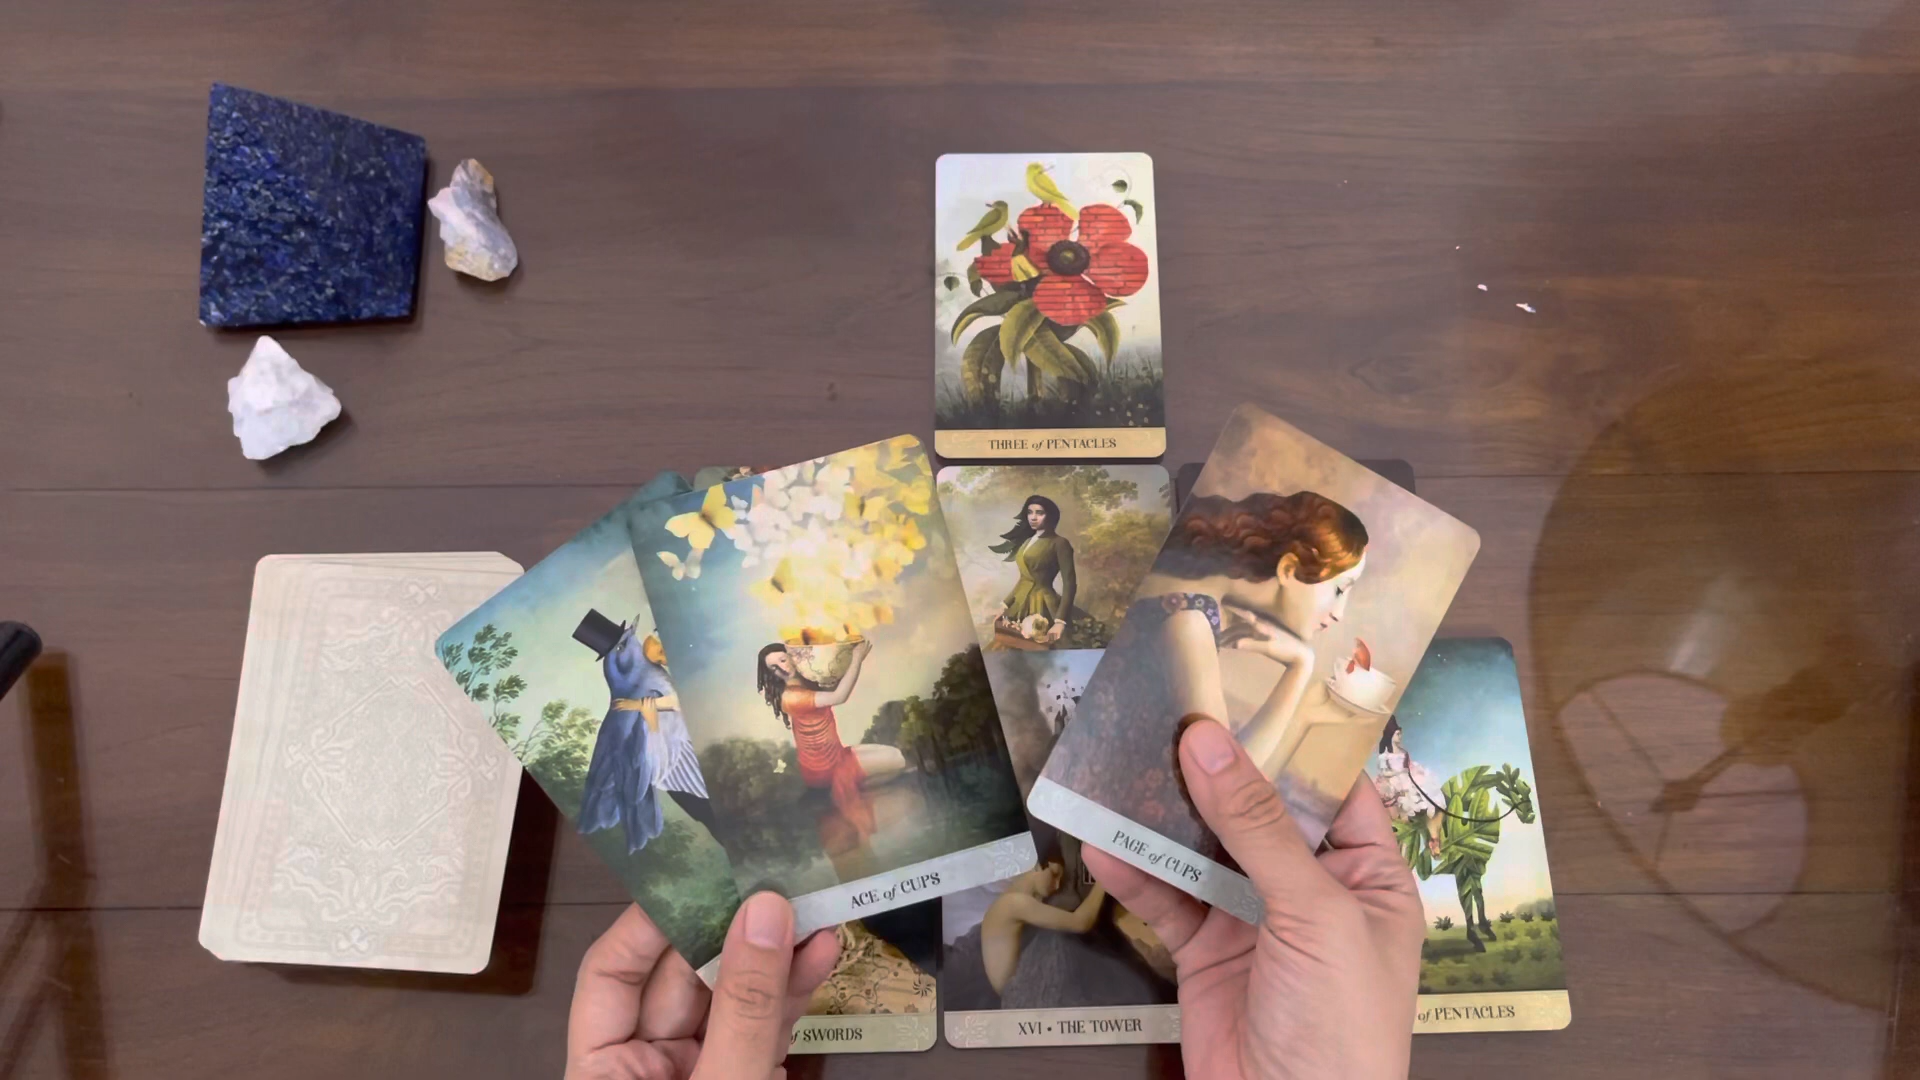 THREE of PENTACLES
ACE of CUPS
PAGE of CUPS
of SWORDS
XVI • THE TOWER
of PENTACLES